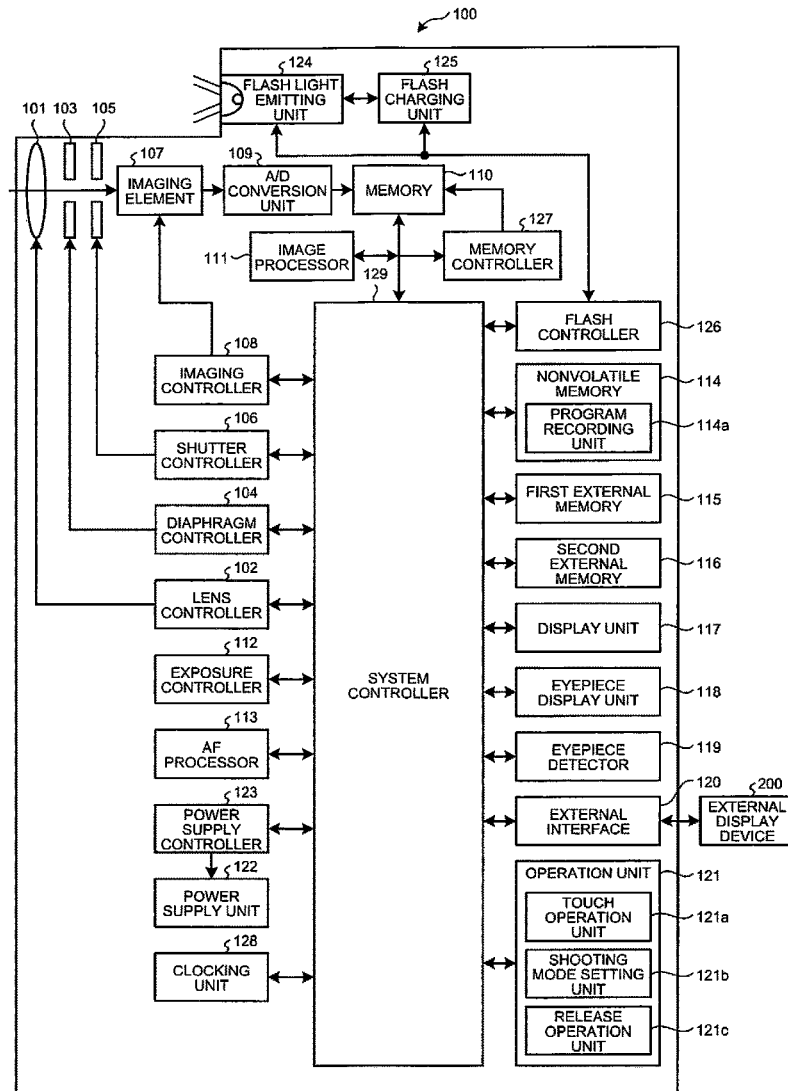 100
124
125
FLASH LIGHT
EMITTING
UNIT
FLASH
CHARGING
UNIT
101
103
105
107
109
110
IMAGING
ELEMENT
A/D
CONVERSION
UNIT
MEMORY
127
111
IMAGE
PROCESSOR
MEMORY
CONTROLLER
129
FLASH
CONTROLLER
126
108
IMAGING
CONTROLLER
NONVOLATILE
MEMORY
114
PROGRAM
RECORDING
UNIT
114a
106
SHUTTER
CONTROLLER
FIRST EXTERNAL
MEMORY
115
104
DIAPHRAGM
CONTROLLER
SECOND
EXTERNAL
MEMORY
116
102
LENS
CONTROLLER
DISPLAY UNIT
117
112
EXPOSURE
CONTROLLER
SYSTEM
CONTROLLER
EYEPIECE
DISPLAY UNIT
118
113
AF
PROCESSOR
EYEPIECE
DETECTOR
119
123
POWER
SUPPLY
CONTROLLER
120
EXTERNAL
INTERFACE
200
EXTERNAL
DISPLAY
DEVICE
122
POWER
SUPPLY UNIT
OPERATION UNIT
121
TOUCH
OPERATION
UNIT
121a
128
CLOCKING
UNIT
SHOOTING
MODE SETTING
UNIT
121b
RELEASE
OPERATION
UNIT
121c